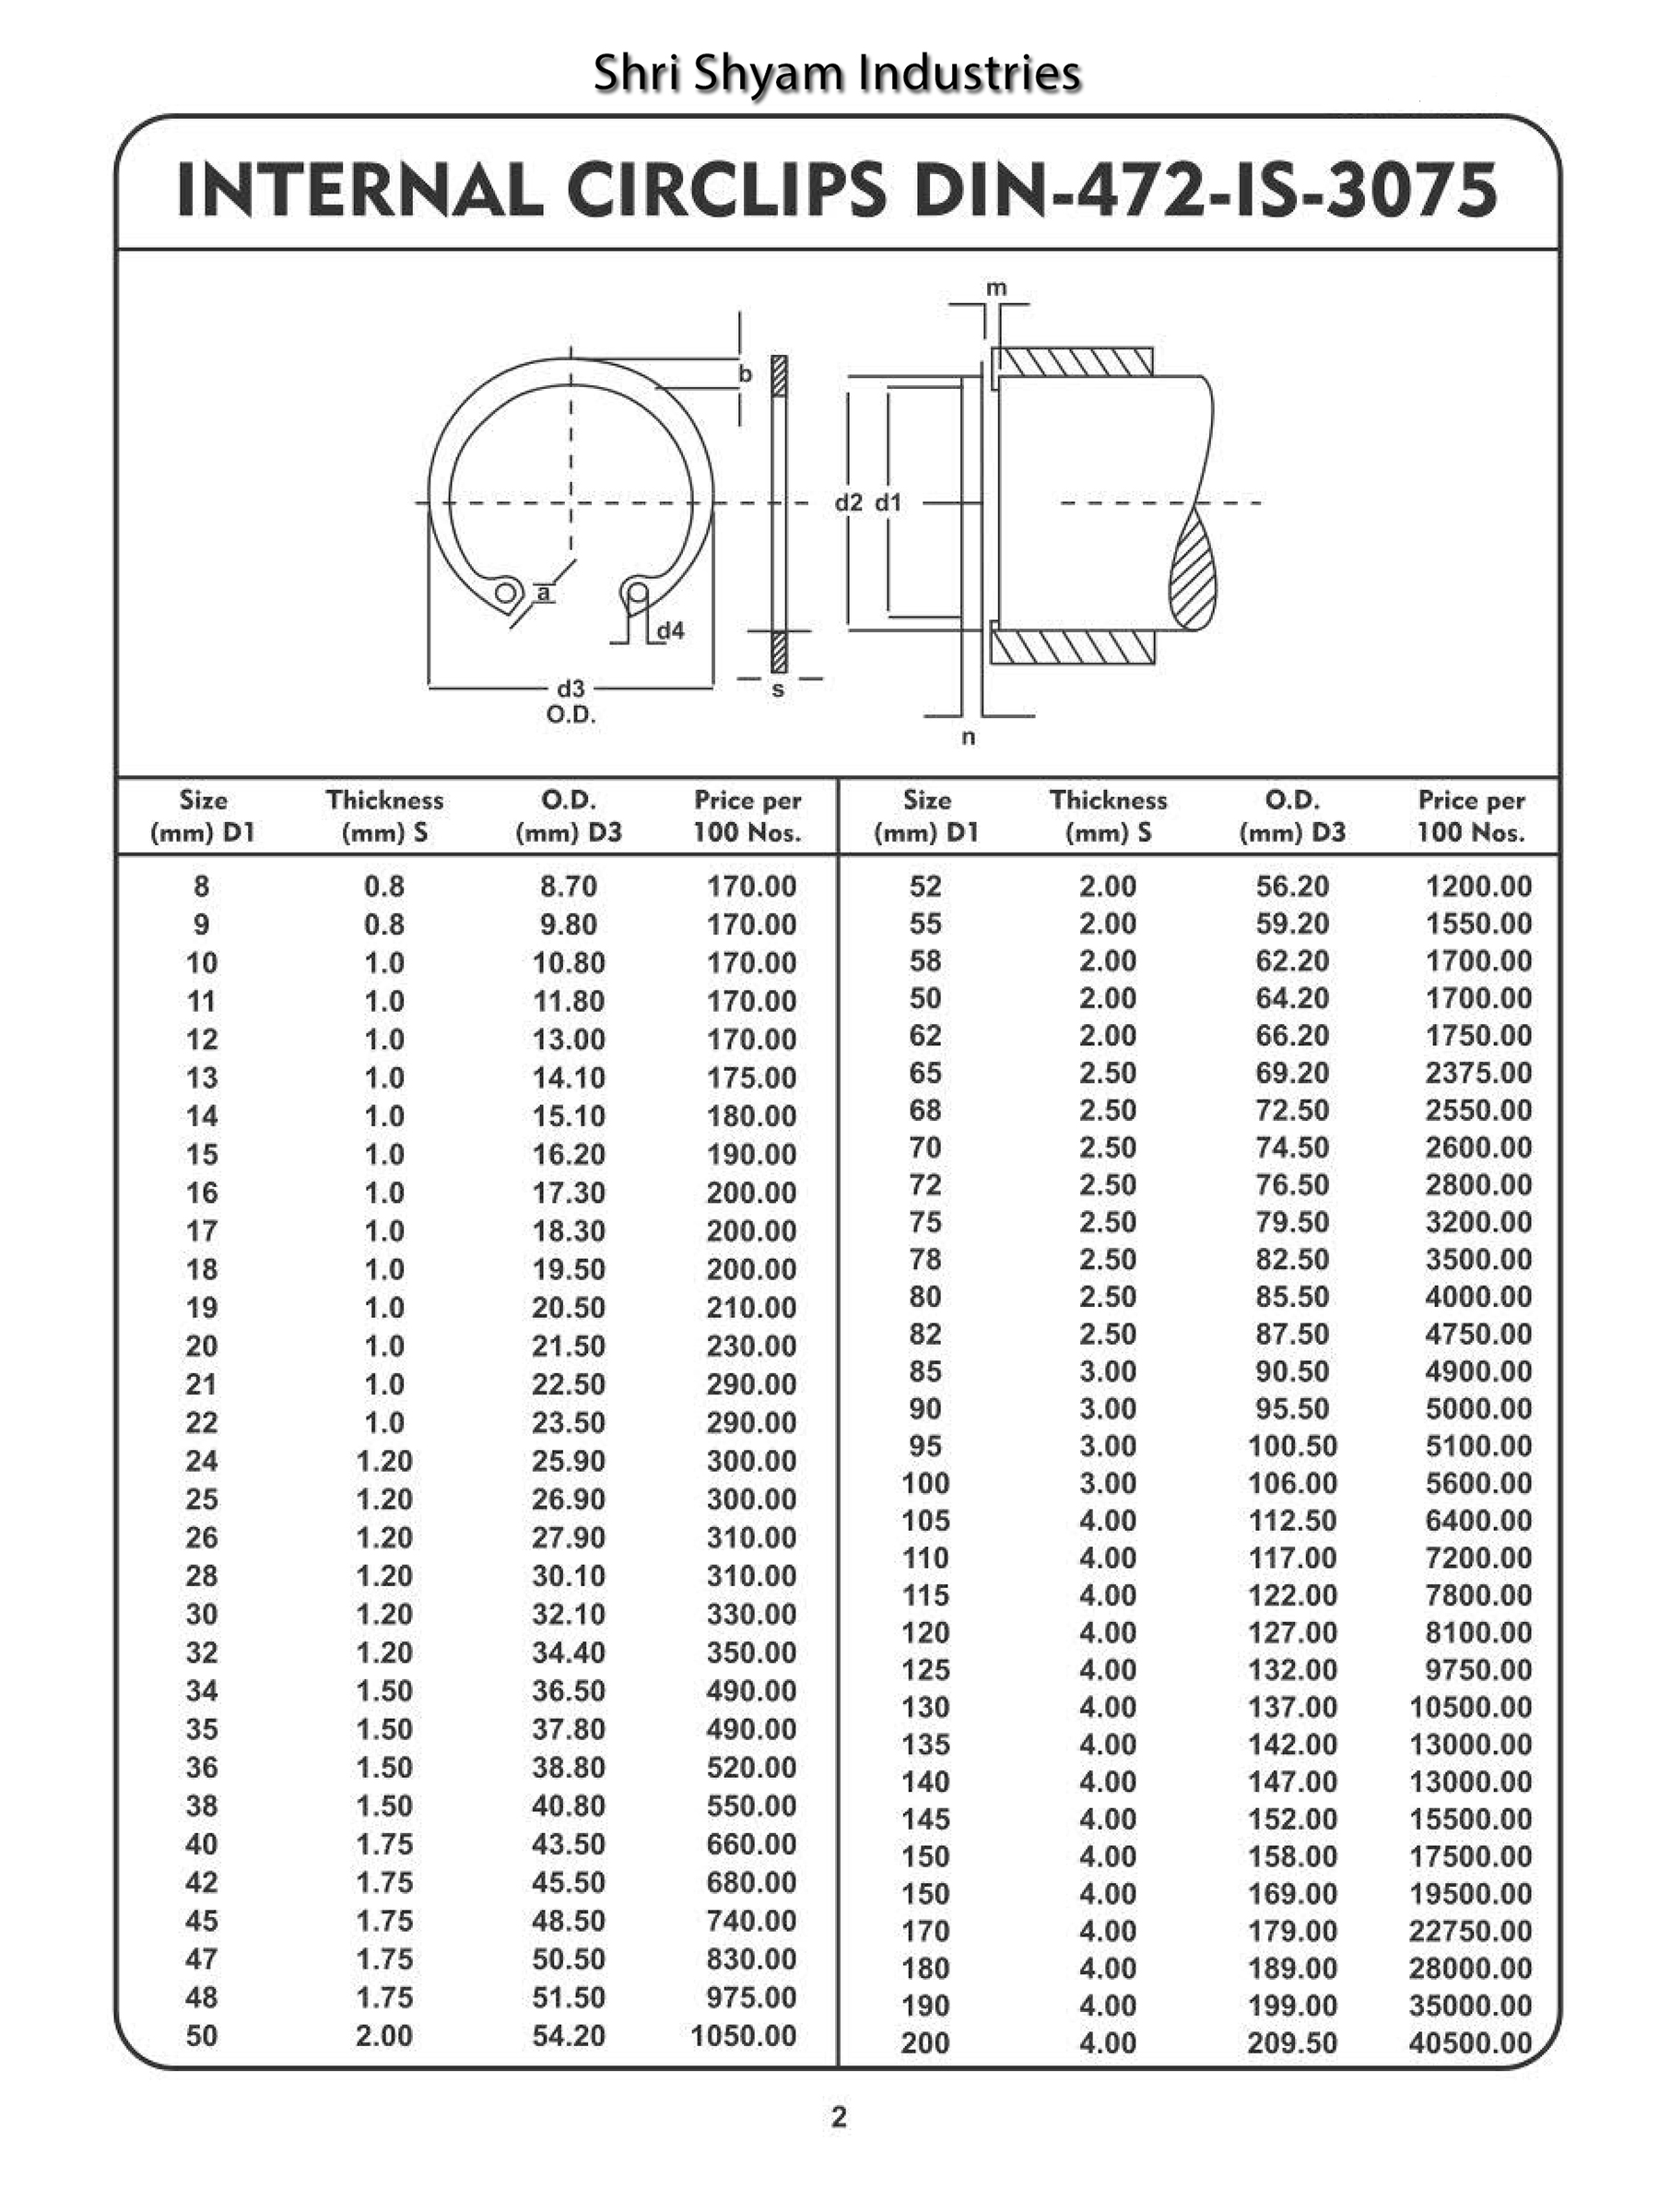 Shri Shyam Industries
INTERNAL CIRCLIPS DIN-472-IS-3075
m
b
d2 d1
a
d4
d3
s
O.D.
n
Size Thickness O.D. Price per Size Thickness O.D. Price per
(mm) D1 (mm) S (mm) D3 100 Nos. (mm) D1 (mm) S (mm) D3 100 Nos.
8 0.8 8.70 170.00 52 2.00 56.20 1200.00
9 0.8 9.80 170.00 55 2.00 59.20 1550.00
10 1.0 10.80 170.00 58 2.00 62.20 1700.00
11 1.0 11.80 170.00 50 2.00 64.20 1700.00
12 1.0 13.00 170.00 62 2.00 66.20 1750.00
13 1.0 14.10 175.00 65 2.50 69.20 2375.00
14 1.0 15.10 180.00 68 2.50 72.50 2550.00
15 1.0 16.20 190.00 70 2.50 74.50 2600.00
16 1.0 17.30 200.00 72 2.50 76.50 2800.00
17 1.0 18.30 200.00 75 2.50 79.50 3200.00
18 1.0 19.50 200.00 78 2.50 82.50 3500.00
19 1.0 20.50 210.00 80 2.50 85.50 4000.00
20 1.0 21.50 230.00 82 2.50 87.50 4750.00
21 1.0 22.50 290.00 85 3.00 90.50 4900.00
22 1.0 23.50 290.00 90 3.00 95.50 5000.00
24 1.20 25.90 300.00 95 3.00 100.50 5100.00
25 1.20 26.90 300.00 100 3.00 106.00 5600.00
26 1.20 27.90 310.00 105 4.00 112.50 6400.00
28 1.20 30.10 310.00 110 4.00 117.00 7200.00
30 1.20 32.10 330.00 115 4.00 122.00 7800.00
32 1.20 34.40 350.00 120 4.00 127.00 8100.00
34 1.50 36.50 490.00 125 4.00 132.00 9750.00
35 1.50 37.80 490.00 130 4.00 137.00 10500.00
36 1.50 38.80 520.00 135 4.00 142.00 13000.00
38 1.50 40.80 550.00 140 4.00 147.00 13000.00
40 1.75 43.50 660.00 145 4.00 152.00 15500.00
42 1.75 45.50 680.00 150 4.00 158.00 17500.00
45 1.75 48.50 740.00 150 4.00 169.00 19500.00
47 1.75 50.50 830.00 170 4.00 179.00 22750.00
48 1.75 51.50 975.00 180 4.00 189.00 28000.00
50 2.00 54.20 1050.00 190 4.00 199.00 35000.00
200 4.00 209.50 40500.00
2